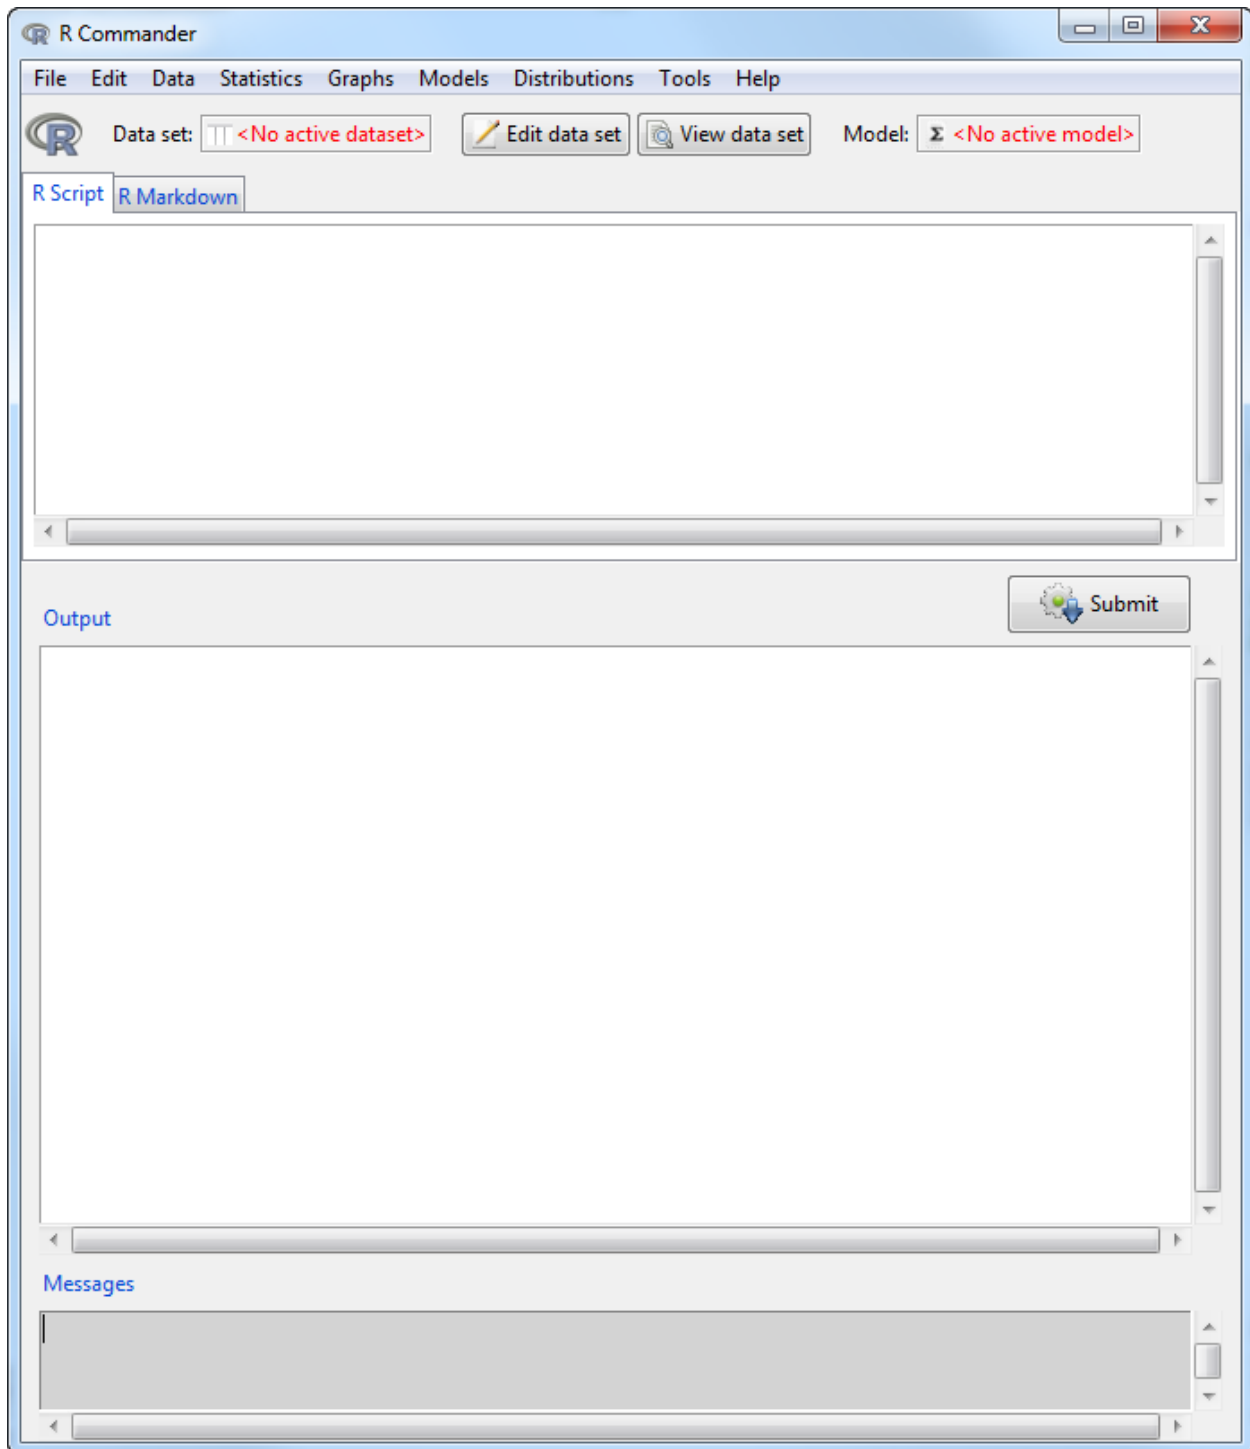 R Commander
File Edit Data Statistics Graphs Models Distributions Tools Help
R Data set: <No active dataset> Edit data set View data set Model: Σ <No active model>
R Script R Markdown
Submit
Output
Messages